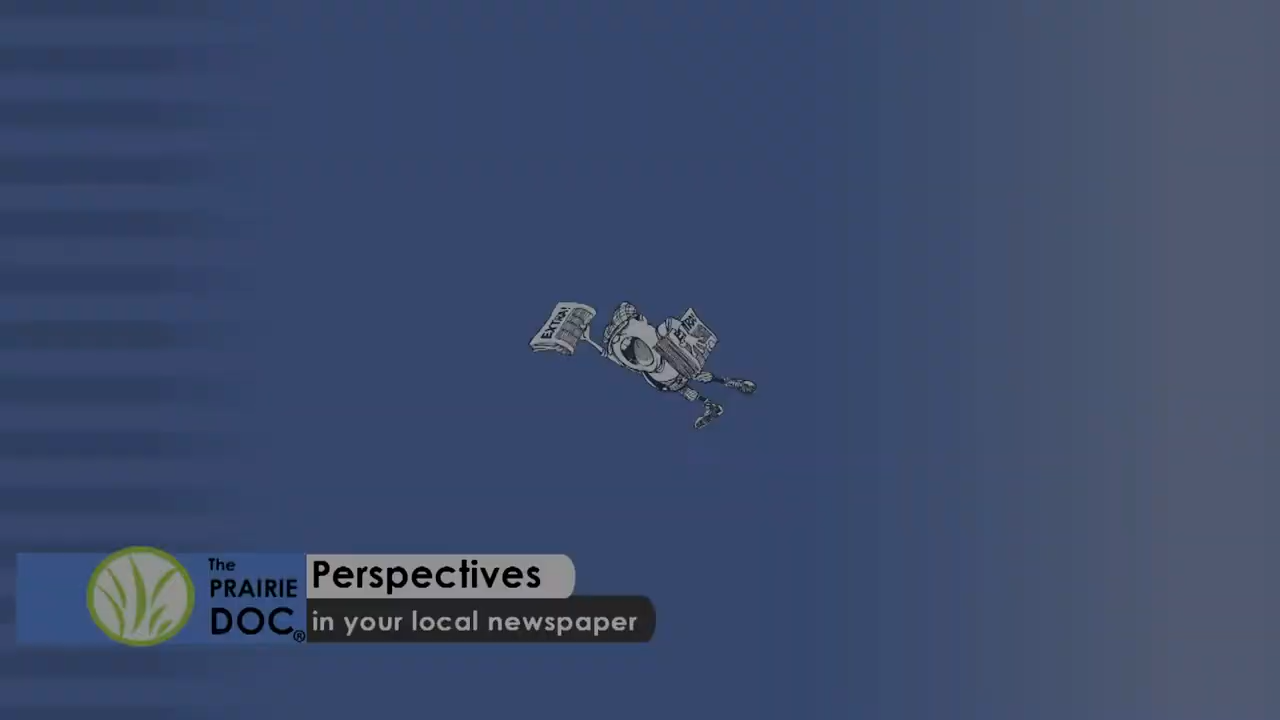 EXTRA!
The
PRAIRIE
DOC®
Perspectives
in your local newspaper